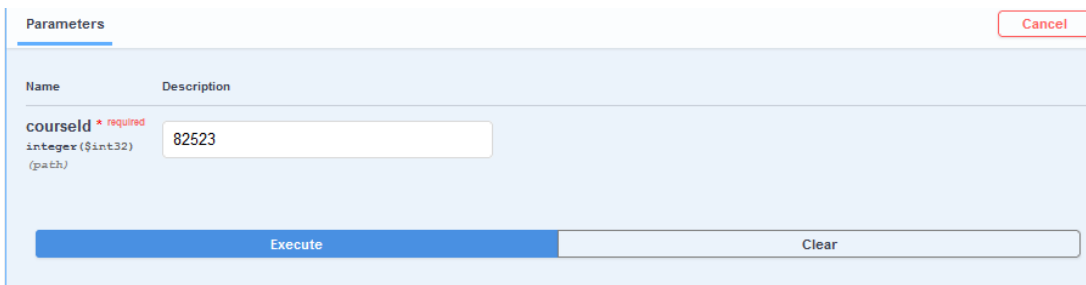 Parameters
Cancel
Name Description
courseId * required
integer($int32)
(path)
82523
Execute Clear